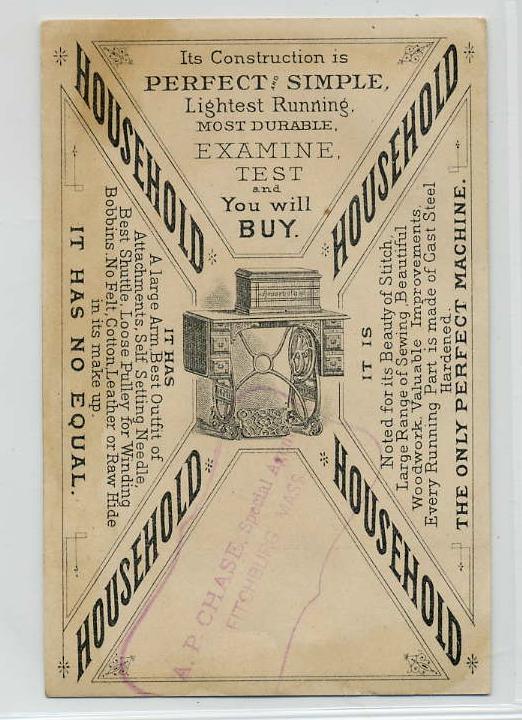 Its Construction is
PERFECT AND SIMPLE,
Lightest Running,
MOST DURABLE,
EXAMINE,
TEST
and
You will
BUY.
HOUSEHOLD
HOUSEHOLD
IT HAS
A large Arm, Best Outfit of
Attachments, Self Setting Needle,
Best Shuttle, Loose Pulley for Winding
Bobbins, No Felt, Cotton, Leather or Raw Hide
in its make up.
IT HAS NO EQUAL.
Household
IT IS
Noted for its Beauty of Stitch,
Large Range of Sewing Beautiful
Woodwork, Valuable Improvements,
Every Running Part is made of Cast Steel
Hardened.
THE ONLY PERFECT MACHINE.
HOUSEHOLD
HOUSEHOLD
A. P. CHASE, Special
FITCHBURG MASS